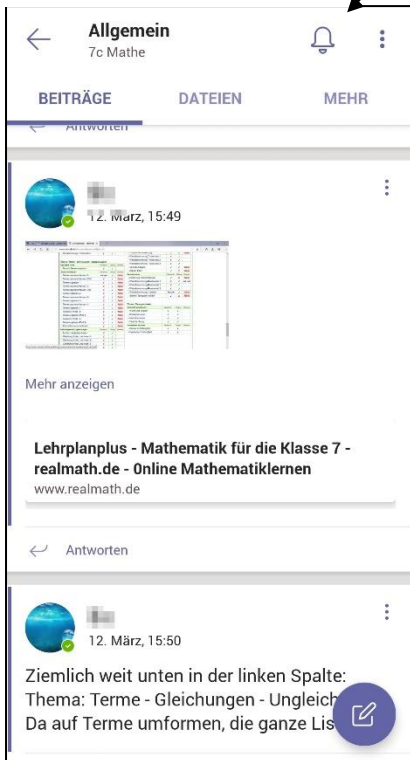 Allgemein
7c Mathe
BEITRÄGE DATEIEN MEHR
Antworten
12. März, 15:49
Mehr anzeigen
Lehrplanplus - Mathematik für die Klasse 7 -
realmath.de - 0nline Mathematiklernen
www.realmath.de
Antworten
12. März, 15:50
Ziemlich weit unten in der linken Spalte:
Thema: Terme - Gleichungen - Ungleich
Da auf Terme umformen, die ganze Lis